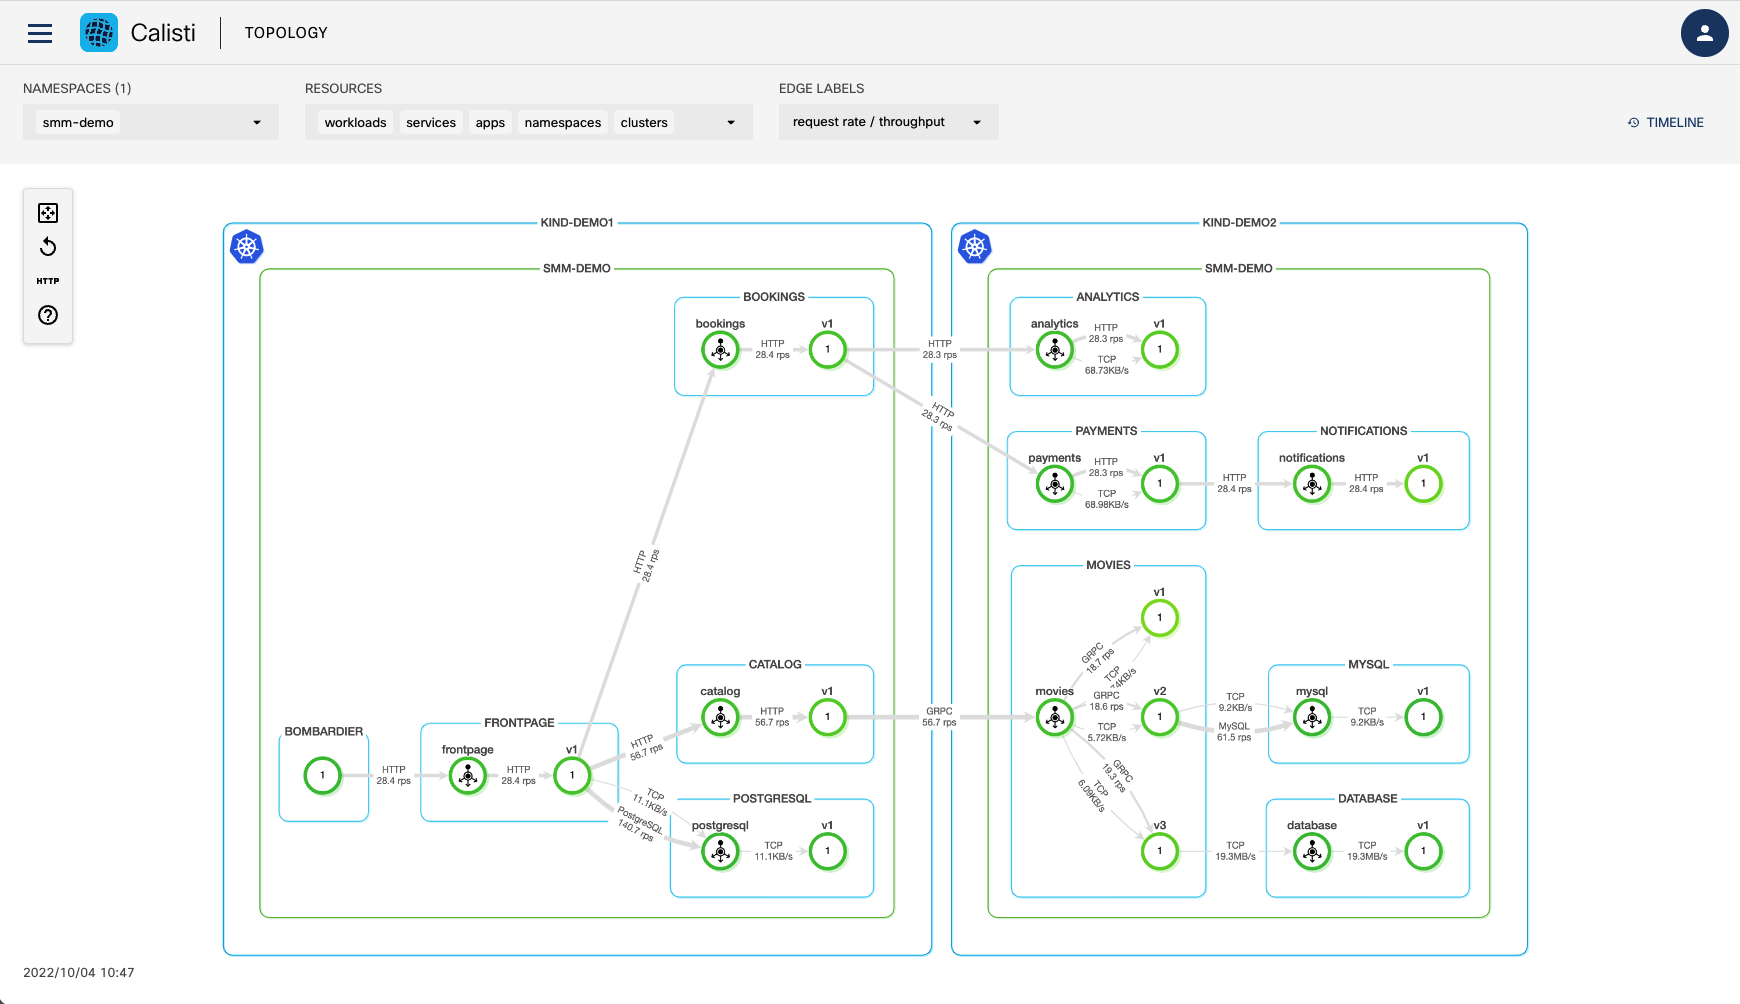 Calisti
TOPOLOGY
NAMESPACES (1)
RESOURCES
EDGE LABELS
smm-demo
workloads services apps namespaces clusters
request rate / throughput
TIMELINE
HTTP
KIND-DEMO1
SMM-DEMO
BOOKINGS
bookings
HTTP
28.4 rps
v1
1
HTTP
28.3 rps
HTTP
28.3 rps
HTTP
28.4 rps
BOMBARDIER
1
HTTP
28.4 rps
FRONTPAGE
frontpage
HTTP
28.4 rps
v1
1
HTTP
56.7 rps
TCP
11.1KB/s
PostgreSQL
140.7 rps
CATALOG
catalog
HTTP
56.7 rps
v1
1
GRPC
56.7 rps
POSTGRESQL
postgresql
TCP
11.1KB/s
v1
1
KIND-DEMO2
SMM-DEMO
ANALYTICS
analytics
HTTP
28.3 rps
TCP
68.73KB/s
v1
1
PAYMENTS
payments
HTTP
28.3 rps
TCP
68.98KB/s
v1
1
HTTP
28.4 rps
NOTIFICATIONS
notifications
HTTP
28.4 rps
v1
1
MOVIES
movies
v1
1
GRPC
18.7 rps
TCP
GRPC
18.6 rps
TCP
5.72KB/s
v2
1
GRPC
19.3 rps
TCP
6.09KB/s
v3
1
TCP
9.2KB/s
MySQL
61.5 rps
MYSQL
mysql
TCP
9.2KB/s
v1
1
TCP
19.3MB/s
DATABASE
database
TCP
19.3MB/s
v1
1
2022/10/04 10:47